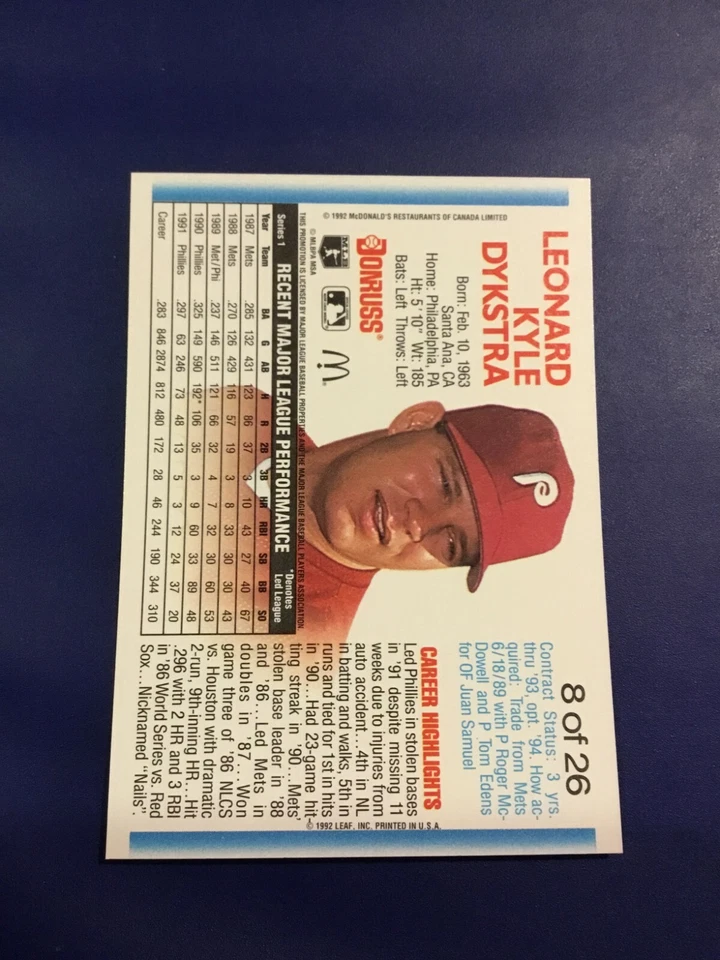 LEONARD
KYLE
DYKSTRA
Born: Feb. 10, 1963
Santa Ana, CA
Home: Philadelphia, PA
Ht: 5'10" Wt: 185
Bats: Left Throws: Left
DONRUSS®
MLB
© MLBPA MSA
© 1992 McDONALD'S RESTAURANTS OF CANADA LIMITED
P
8 of 26
Contract Status: 3 yrs.
thru '93, opt. '94. How ac-
quired: Trade from Mets
6/18/89 with P Roger Mc-
Dowell and P Tom Edens
for OF Juan Samuel
CAREER HIGHLIGHTS
Led Phillies in stolen bases
in '91 despite missing 11
weeks due to injuries from
auto accident...4th in NL
in batting and walks, 5th in
runs and tied for 1st in hits
in '90...Had 23-game hit-
ting streak in '90...Mets'
stolen base leader in '88
and '86...Led Mets in
doubles in '87...Won
game three of '86 NLCS
vs. Houston with dramatic
2-run, 9th-inning HR...Hit
.296 with 2 HR and 3 RBI
in '86 World Series vs. Red
Sox...Nicknamed "Nails".
THIS PROMOTION IS LICENSED BY MAJOR LEAGUE BASEBALL PROPERTIES AND THE MAJOR LEAGUE BASEBALL PLAYERS ASSOCIATION.
Series 1 RECENT MAJOR LEAGUE PERFORMANCE *Denotes Led League
Year Team BA G AB H R 2B 3B HR RBI SB BB SO
1987 Mets .285 132 431 123 86 37 3 10 43 27 40 67
1988 Mets .270 126 429 116 57 19 3 8 33 30 30 43
1989 Met/Phi .237 146 511 121 66 32 4 7 32 30 60 53
1990 Phillies .325 149 590 192* 106 35 3 9 60 33 89 48
1991 Phillies .297 63 246 73 48 13 5 3 12 24 37 20
Career .283 846 2874 812 480 172 28 46 244 190 344 310
© 1992 LEAF, INC. PRINTED IN U.S.A.